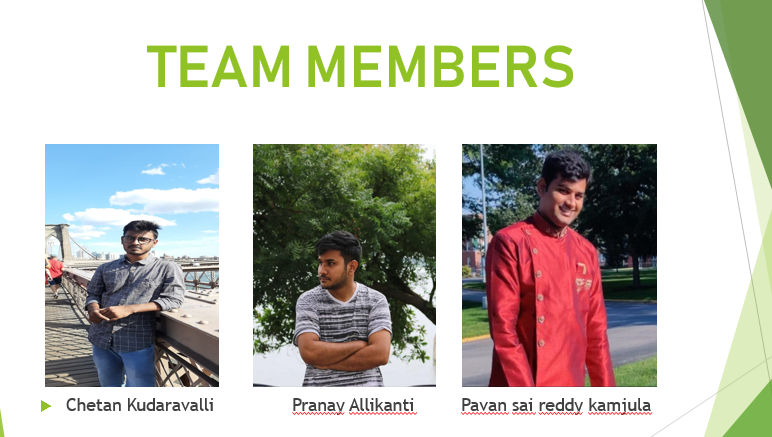 TEAM MEMBERS
Chetan Kudaravalli
Pranay Allikanti
Pavan sai reddy kamjula